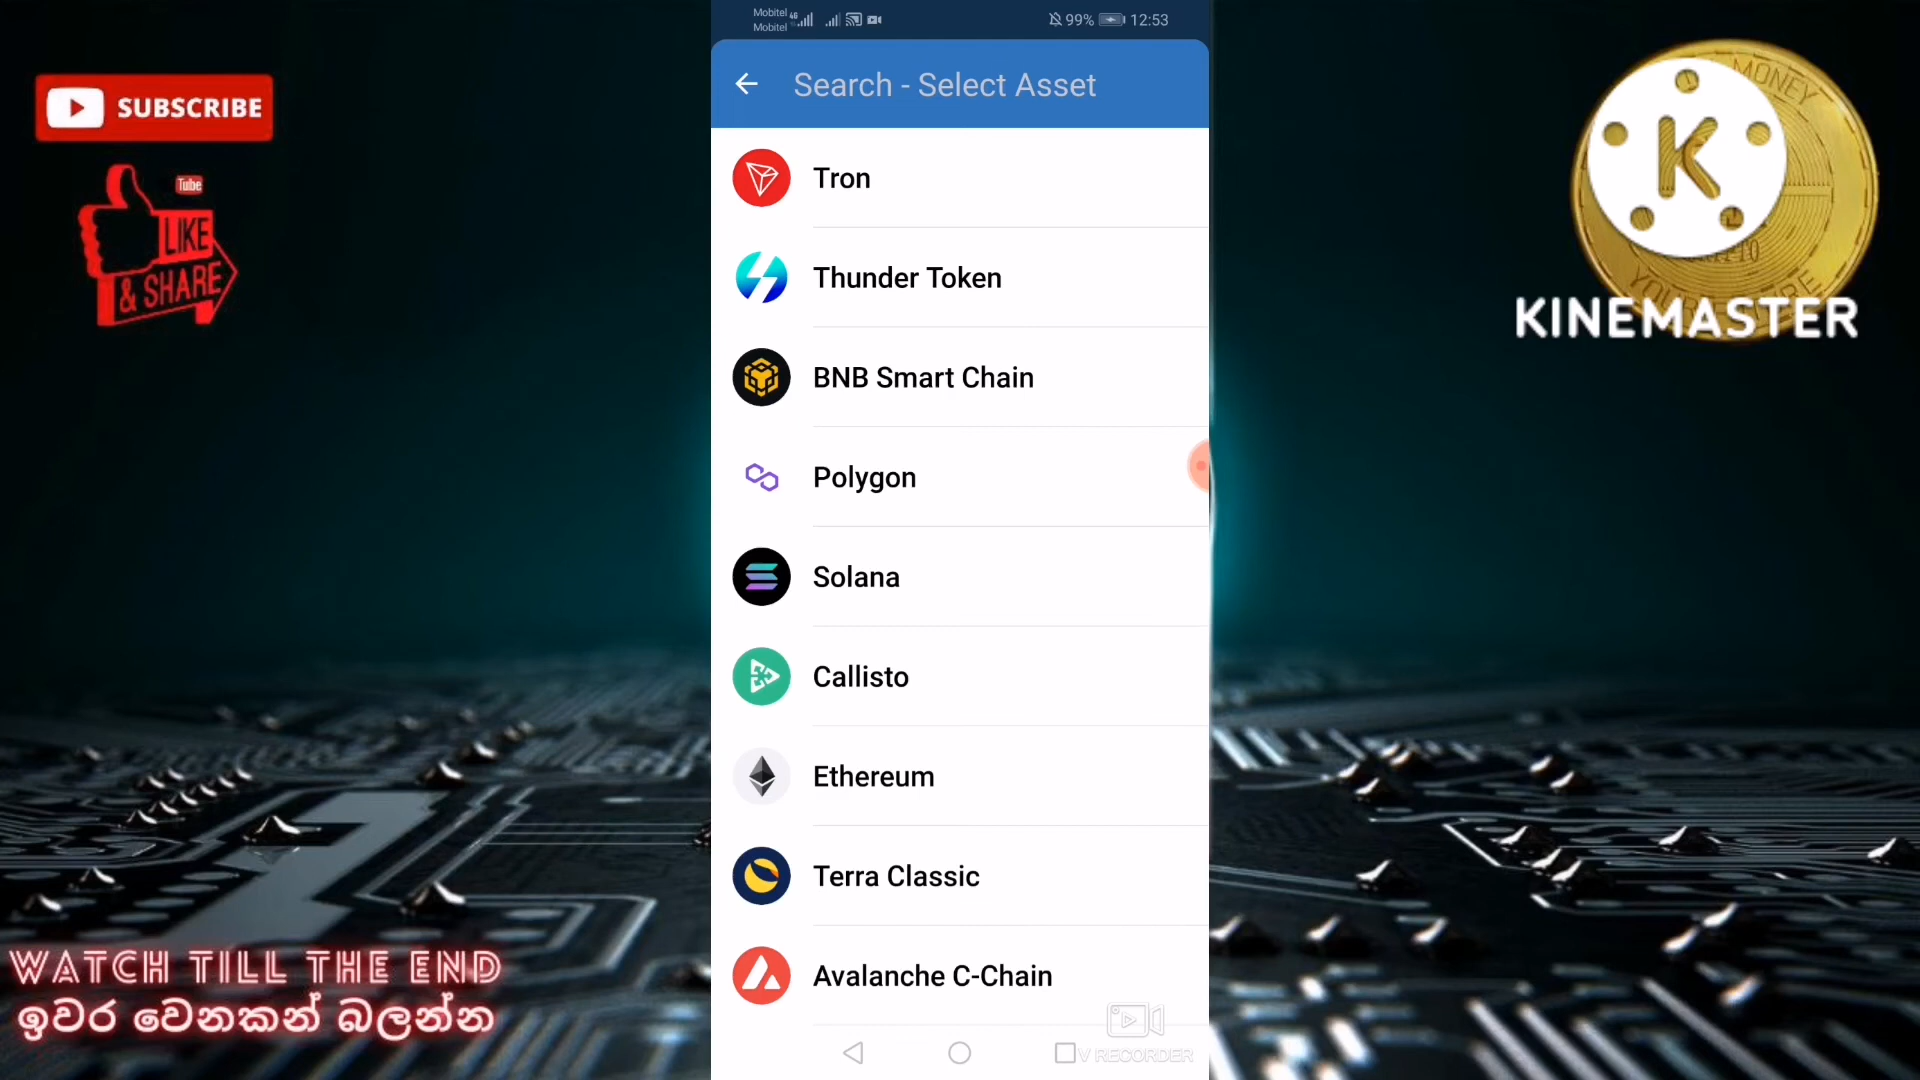 Mobitel 4G
Mobitel
99% 12:53
Search - Select Asset
SUBSCRIBE
Tube
LIKE
& SHARE
MONEY
K
KINEMASTER
Tron
Thunder Token
BNB Smart Chain
Polygon
Solana
Callisto
Ethereum
Terra Classic
Avalanche C-Chain
WATCH TILL THE END
ඉවර වෙනකන් බලන්න
V RECORDER